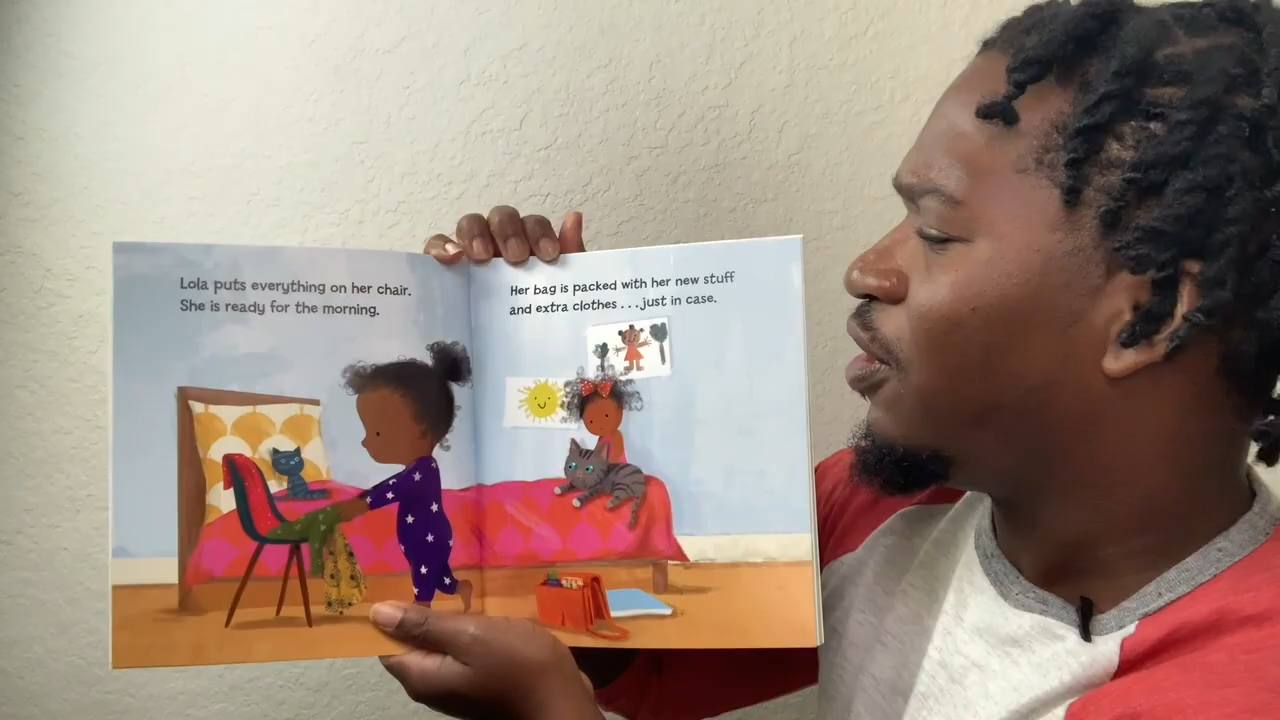 Lola puts everything on her chair.
She is ready for the morning.
Her bag is packed with her new stuff
and extra clothes . . . just in case.